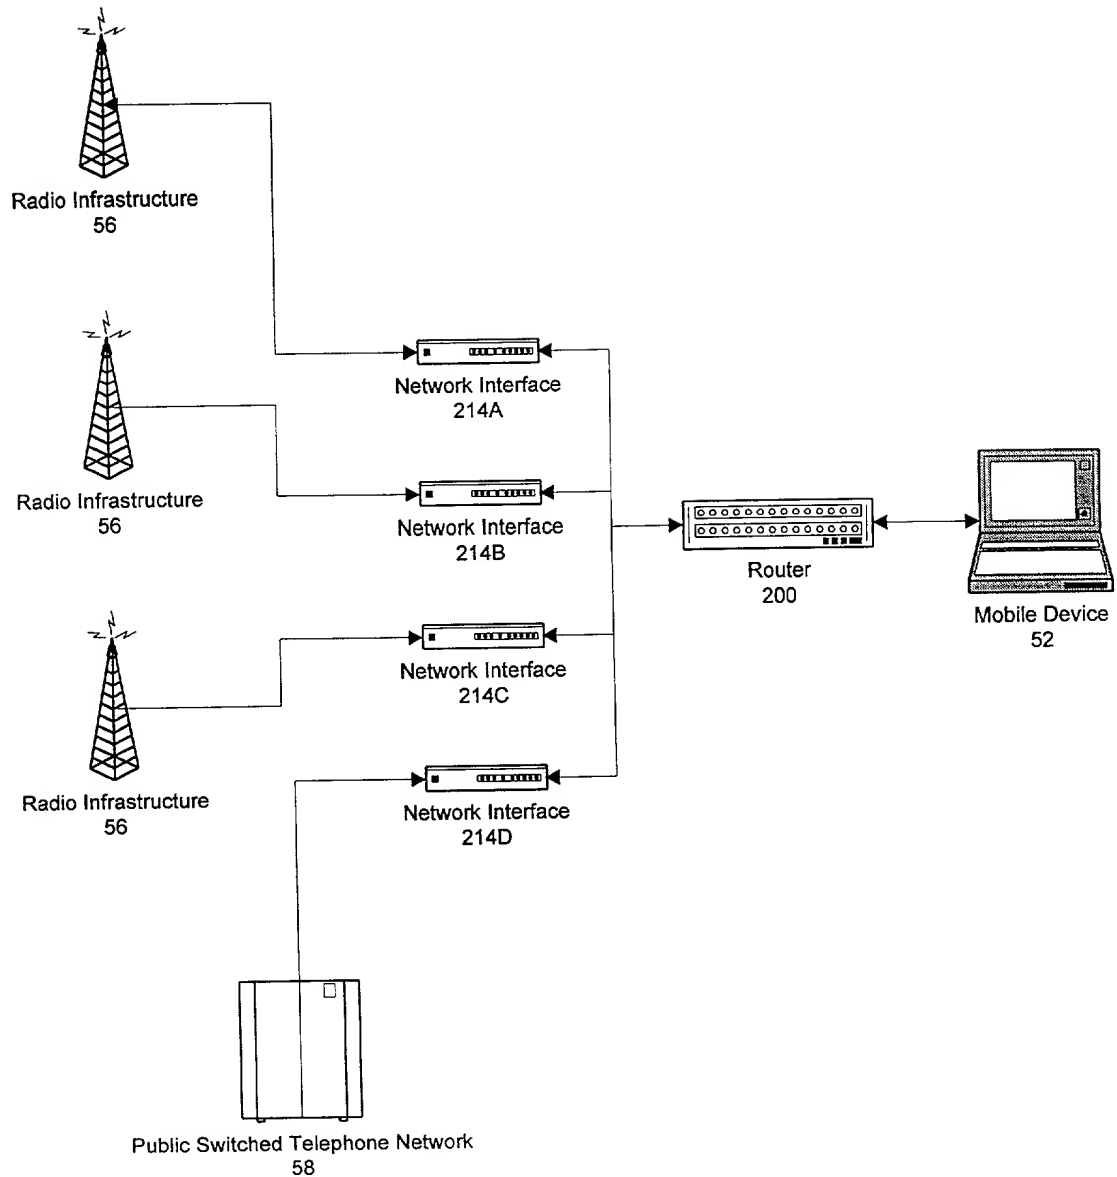 Radio Infrastructure
56
Network Interface
214A
Radio Infrastructure
56
Network Interface
214B
Router
200
Mobile Device
52
Network Interface
214C
Radio Infrastructure
56
Network Interface
214D
Public Switched Telephone Network
58